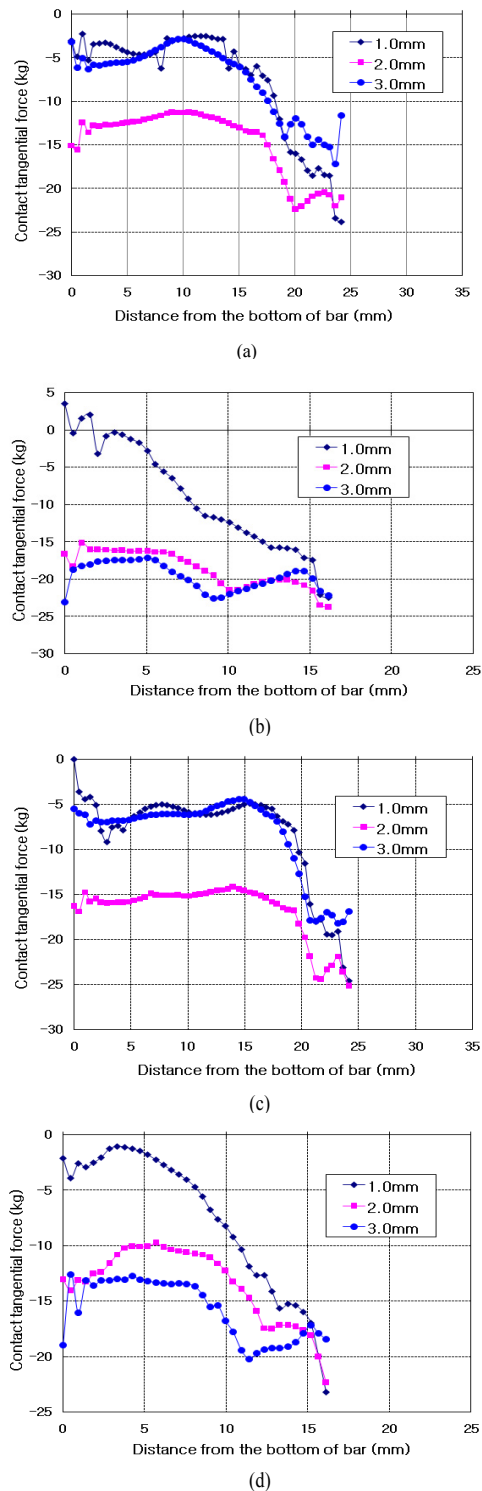 5
0
−5
−10
−15
−20
−25
−30
Contact tangential force (kg)
1.0mm
2.0mm
3.0mm
0 5 10 15 20 25 30 35
Distance from the bottom of bar (mm)
(a)
5
0
−5
−10
−15
−20
−25
−30
Contact tangential force (kg)
1.0mm
2.0mm
3.0mm
0 5 10 15 20 25
Distance from the bottom of bar (mm)
(b)
0
−5
−10
−15
−20
−25
−30
Contact tangential force (kg)
1.0mm
2.0mm
3.0mm
0 5 10 15 20 25 30 35
Distance from the bottom of bar (mm)
(c)
0
−5
−10
−15
−20
−25
Contact tangential force (kg)
1.0mm
2.0mm
3.0mm
0 5 10 15 20 25
Distance from the bottom of bar (mm)
(d)